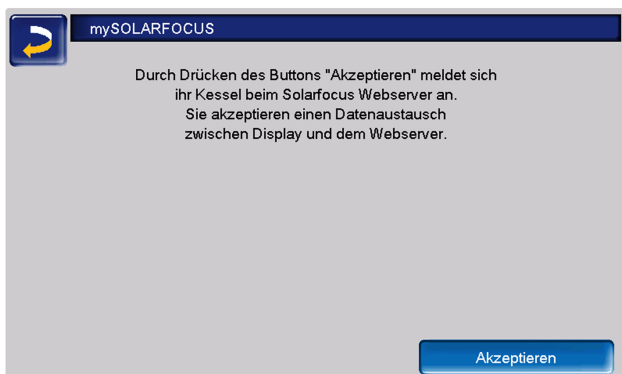 mySOLARFOCUS
Durch Drücken des Buttons "Akzeptieren" meldet sich
ihr Kessel beim Solarfocus Webserver an.
Sie akzeptieren einen Datenaustausch
zwischen Display und dem Webserver.
Akzeptieren